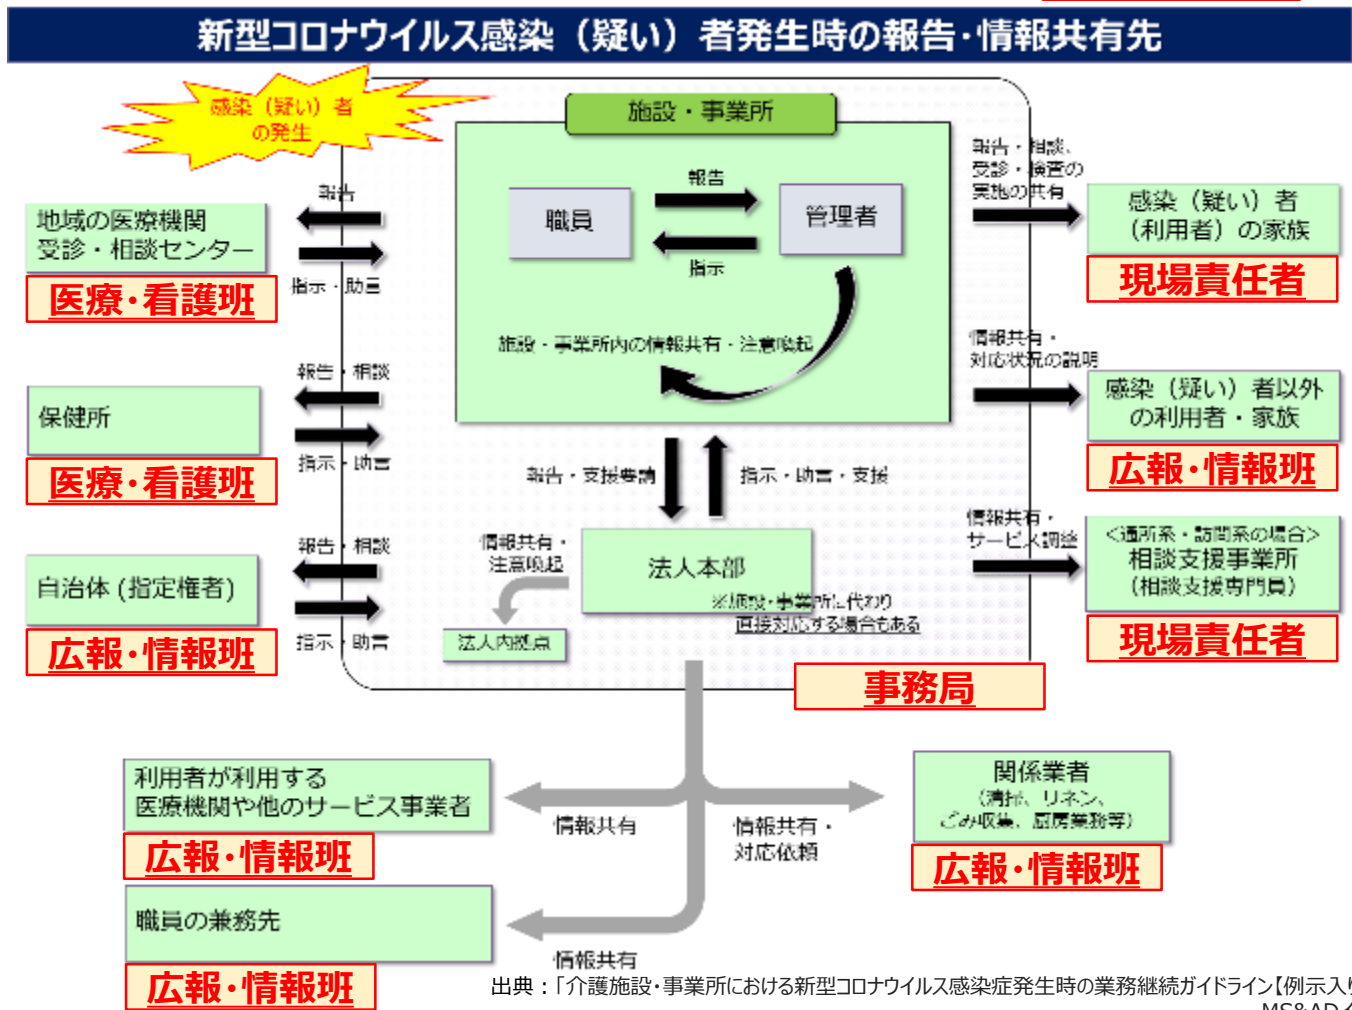 新型コロナウイルス感染（疑い）者発生時の報告・情報共有先
感染（疑い）者
の発生
施設・事業所
職員
報告
指示
管理者
施設・事業所内の情報共有・注意喚起
報告
地域の医療機関
受診・相談センター
指示・助言
医療・看護班
報告・相談
保健所
指示・助言
医療・看護班
報告・相談
自治体(指定権者)
指示・助言
広報・情報班
報告・相談、
受診・検査の
実施の共有
感染（疑い）者
（利用者）の家族
現場責任者
情報共有・
対応状況の説明
感染（疑い）者以外
の利用者・家族
広報・情報班
情報共有・
サービス調整
＜通所系・訪問系の場合＞
相談支援事業所
（相談支援専門員）
現場責任者
報告・支援要請
指示・助言・支援
情報共有・
注意喚起
法人本部
※施設・事業所に代わり
直接対応する場合もある
法人内拠点
事務局
利用者が利用する
医療機関や他のサービス事業者
情報共有
広報・情報班
情報共有・
対応依頼
関係業者
（清掃、リネン、
ごみ収集、厨房業務等）
広報・情報班
職員の兼務先
情報共有
広報・情報班
出典：「介護施設・事業所における新型コロナウイルス感染症発生時の業務継続ガイドライン【例示入り
MS&AD